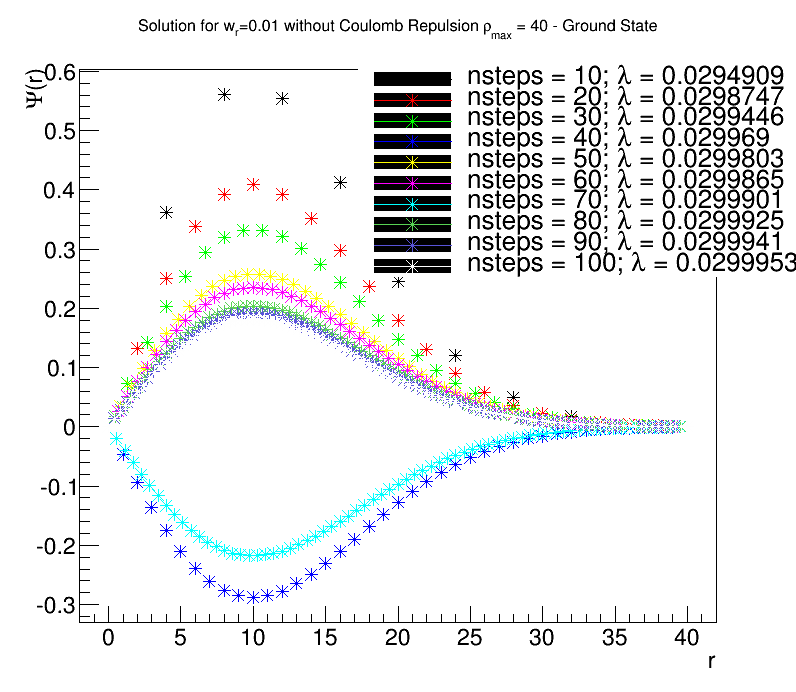 Solution for wr=0.01 without Coulomb Repulsion ρmax = 40 - Ground State
Ψ(r)
nsteps = 10; λ = 0.0294909
nsteps = 20; λ = 0.0298747
nsteps = 30; λ = 0.0299446
nsteps = 40; λ = 0.029969
nsteps = 50; λ = 0.0299803
nsteps = 60; λ = 0.0299865
nsteps = 70; λ = 0.0299901
nsteps = 80; λ = 0.0299925
nsteps = 90; λ = 0.0299941
nsteps = 100; λ = 0.0299953
0.6
0.5
0.4
0.3
0.2
0.1
0
-0.1
-0.2
-0.3
0 5 10 15 20 25 30 35 40
r